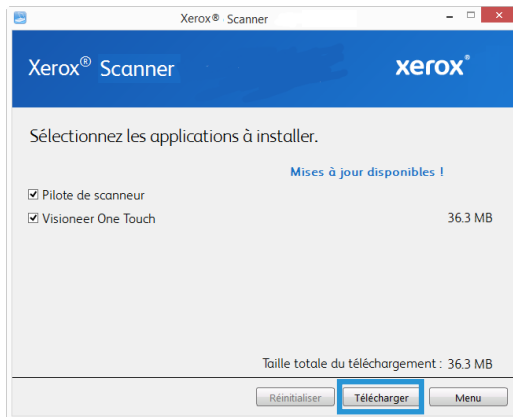 Xerox® Scanner
Xerox® Scanner
xerox®
Sélectionnez les applications à installer.
Mises à jour disponibles !
Pilote de scanneur
Visioneer One Touch 36.3 MB
Taille totale du téléchargement : 36.3 MB
Réinitialiser Télécharger Menu